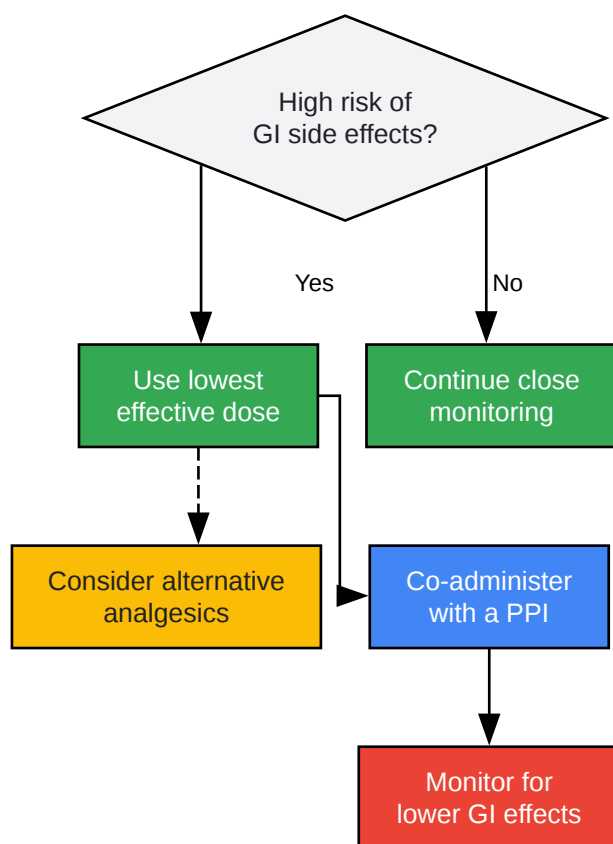 High risk of
GI side effects?
Yes
No
Use lowest
effective dose
Continue close
monitoring
Consider alternative
analgesics
Co-administer
with a PPI
Monitor for
lower GI effects